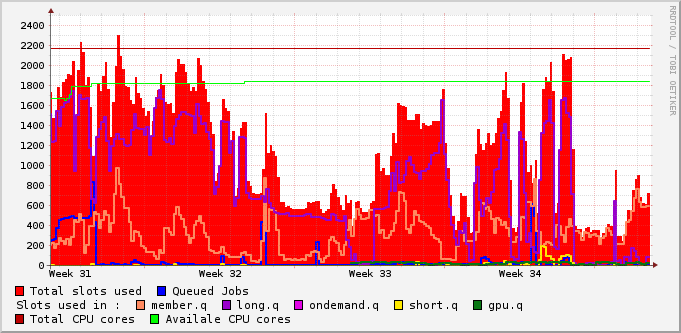 2400
2200
2000
1800
1600
1400
1200
1000
800
600
400
200
0
Week 31 Week 32 Week 33 Week 34
Total slots used Queued Jobs
Slots used in : member.q long.q ondemand.q short.q gpu.q
Total CPU cores Availale CPU cores
RRDTOOL / TOBI OETIKER